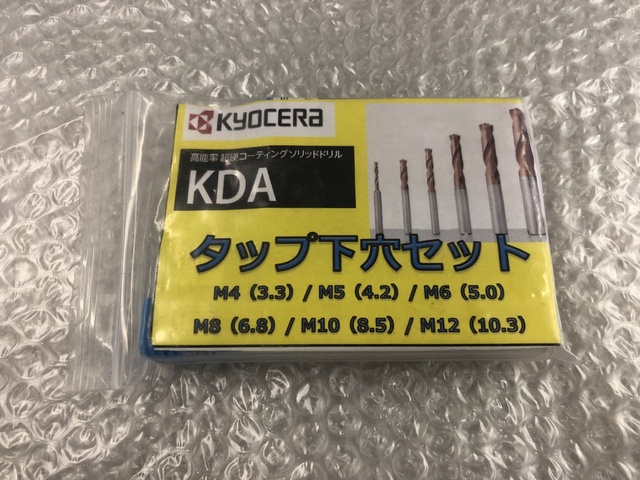 KYOCERA
高能率 超硬コーティングソリッドドリル
KDA
タップ下穴セット
M4（3.3）/ M5（4.2）/ M6（5.0）
M8（6.8）/ M10（8.5）/ M12（10.3）